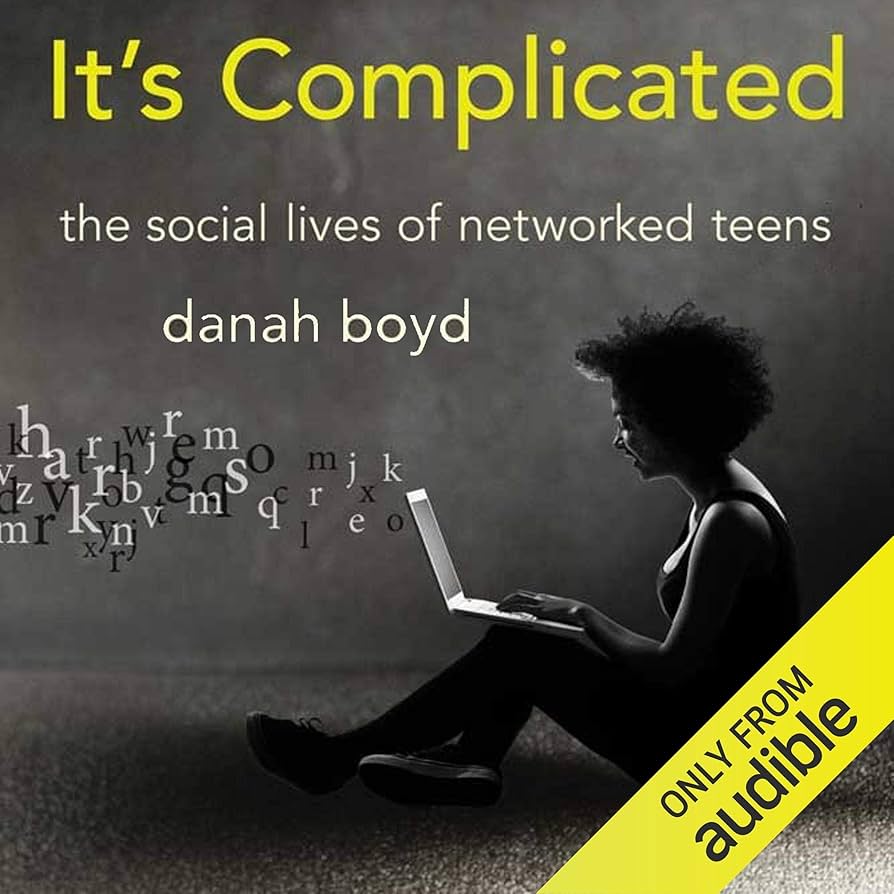 It's Complicated
the social lives of networked teens
danah boyd
ONLY FROM
audible